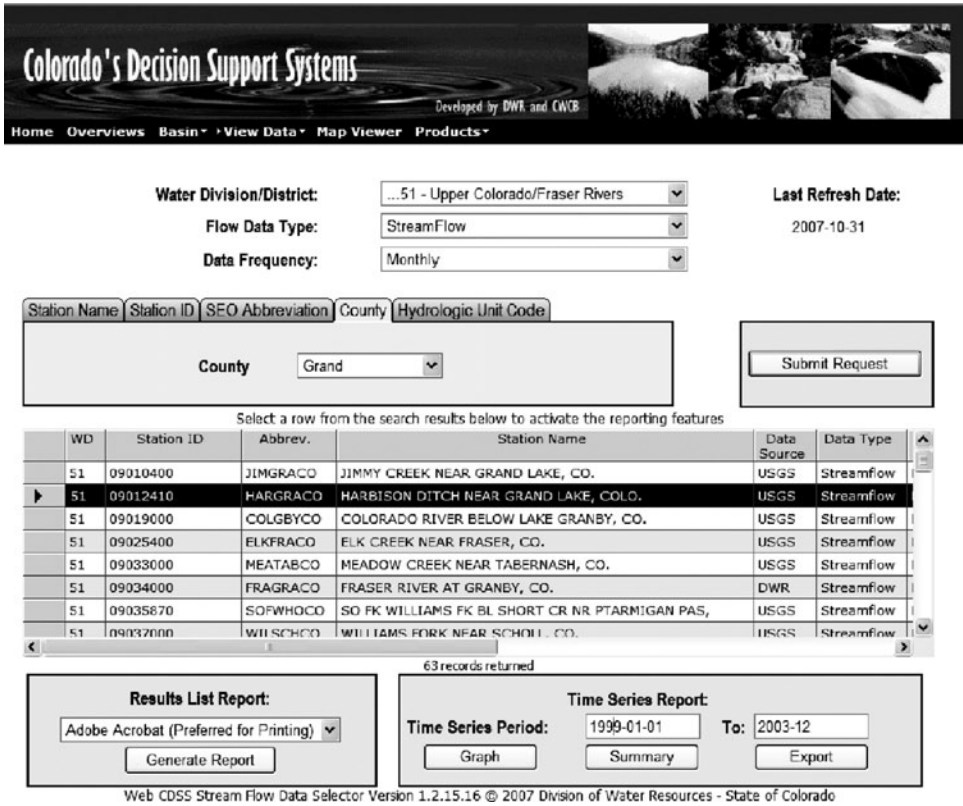 Colorado's Decision Support Systems
Developed by DWR and CWCB
Home Overviews Basin View Data Map Viewer Products
Water Division/District: ...51 - Upper Colorado/Fraser Rivers Last Refresh Date:
Flow Data Type: StreamFlow 2007-10-31
Data Frequency: Monthly
Station Name Station ID SEO Abbreviation County Hydrologic Unit Code
County Grand Submit Request
Select a row from the search results below to activate the reporting features
WD Station ID Abbrev. Station Name Data Source Data Type
51 09010400 JIMGRACO JIMMY CREEK NEAR GRAND LAKE, CO. USGS Streamflow
51 09012410 HARGRACO HARBISON DITCH NEAR GRAND LAKE, COLO. USGS Streamflow
51 09019000 COLGBYCO COLORADO RIVER BELOW LAKE GRANBY, CO. USGS Streamflow
51 09025400 ELKFRACO ELK CREEK NEAR FRASER, CO. USGS Streamflow
51 09033000 MEATABCO MEADOW CREEK NEAR TABERNASH, CO. USGS Streamflow
51 09034000 FRAGRACO FRASER RIVER AT GRANBY, CO. DWR Streamflow
51 09035870 SOFWHOCO SO FK WILLIAMS FK BL SHORT CR NR PTARMIGAN PAS, USGS Streamflow
51 09037000 WILSCHCO WILLIAMS FORK NEAR SCHOLL, CO. USGS Streamflow
63 records returned
Results List Report: Time Series Report:
Adobe Acrobat (Preferred for Printing) Time Series Period: 1999-01-01 To: 2003-12
Generate Report Graph Summary Export
Web CDSS Stream Flow Data Selector Version 1.2.15.16 © 2007 Division of Water Resources - State of Colorado